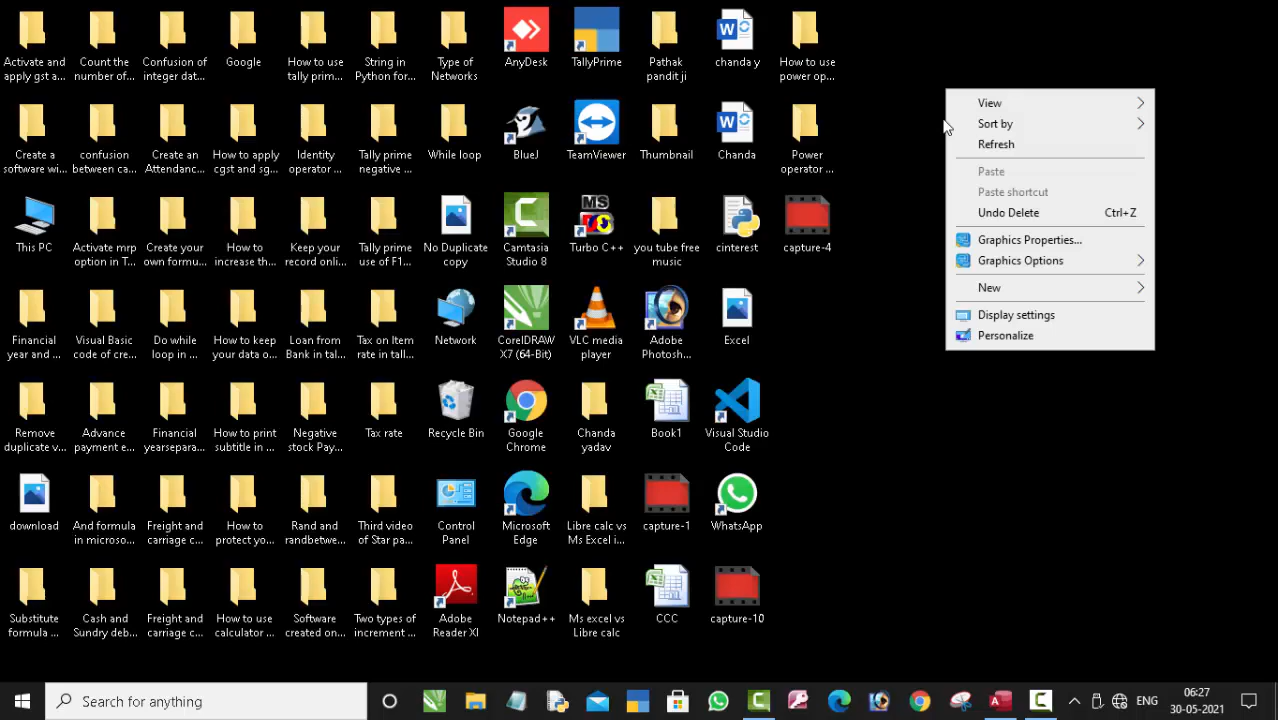 Activate and
apply gst a...
Count the
number of...
Confusion of
integer dat...
Google
How to use
tally prim...
String in
Python for...
Type of
Networks
AnyDesk
TallyPrime
Pathak
pandit ji
chanda y
How to use
power op...
Create a
software wi...
confusion
between ca...
Create an
Attendanc...
How to apply
cgst and sg...
Identity
operator ...
Tally prime
negative ...
While loop
BlueJ
TeamViewer
Thumbnail
Chanda
Power
operator ...
This PC
Activate mrp
option in T...
Create your
own formu...
How to
increase th...
Keep your
record onli...
Tally prime
use of F1...
No Duplicate
copy
Camtasia
Studio 8
MS
Turbo C++
you tube free
music
cinterest
capture-4
Financial
year and ...
Visual Basic
code of cre...
Do while
loop in ...
How to keep
your data o...
Loan from
Bank in tal...
Tax on Item
rate in tall...
Network
CorelDRAW
X7 (64-Bit)
VLC media
player
Adobe
Photosh...
Excel
Remove
duplicate v...
Advance
payment e...
Financial
yearsepara...
How to print
subtitle in ...
Negative
stock Pay...
Tax rate
Recycle Bin
Google
Chrome
Chanda
yadav
Book1
Visual Studio
Code
download
And formula
in microso...
Freight and
carriage c...
How to
protect yo...
Rand and
randbetwe...
Third video
of Star pa...
Control
Panel
Microsoft
Edge
Libre calc vs
Ms Excel i...
capture-1
WhatsApp
Substitute
formula ...
Cash and
Sundry deb...
Freight and
carriage c...
How to use
calculator ...
Software
created on...
Two types of
increment ...
Adobe
Reader XI
Notepad++
Ms excel vs
Libre calc
CCC
capture-10
View
Sort by
Refresh
Paste
Paste shortcut
Undo Delete Ctrl+Z
Graphics Properties...
Graphics Options
New
Display settings
Personalize
Search for anything
ENG
06:27
30-05-2021